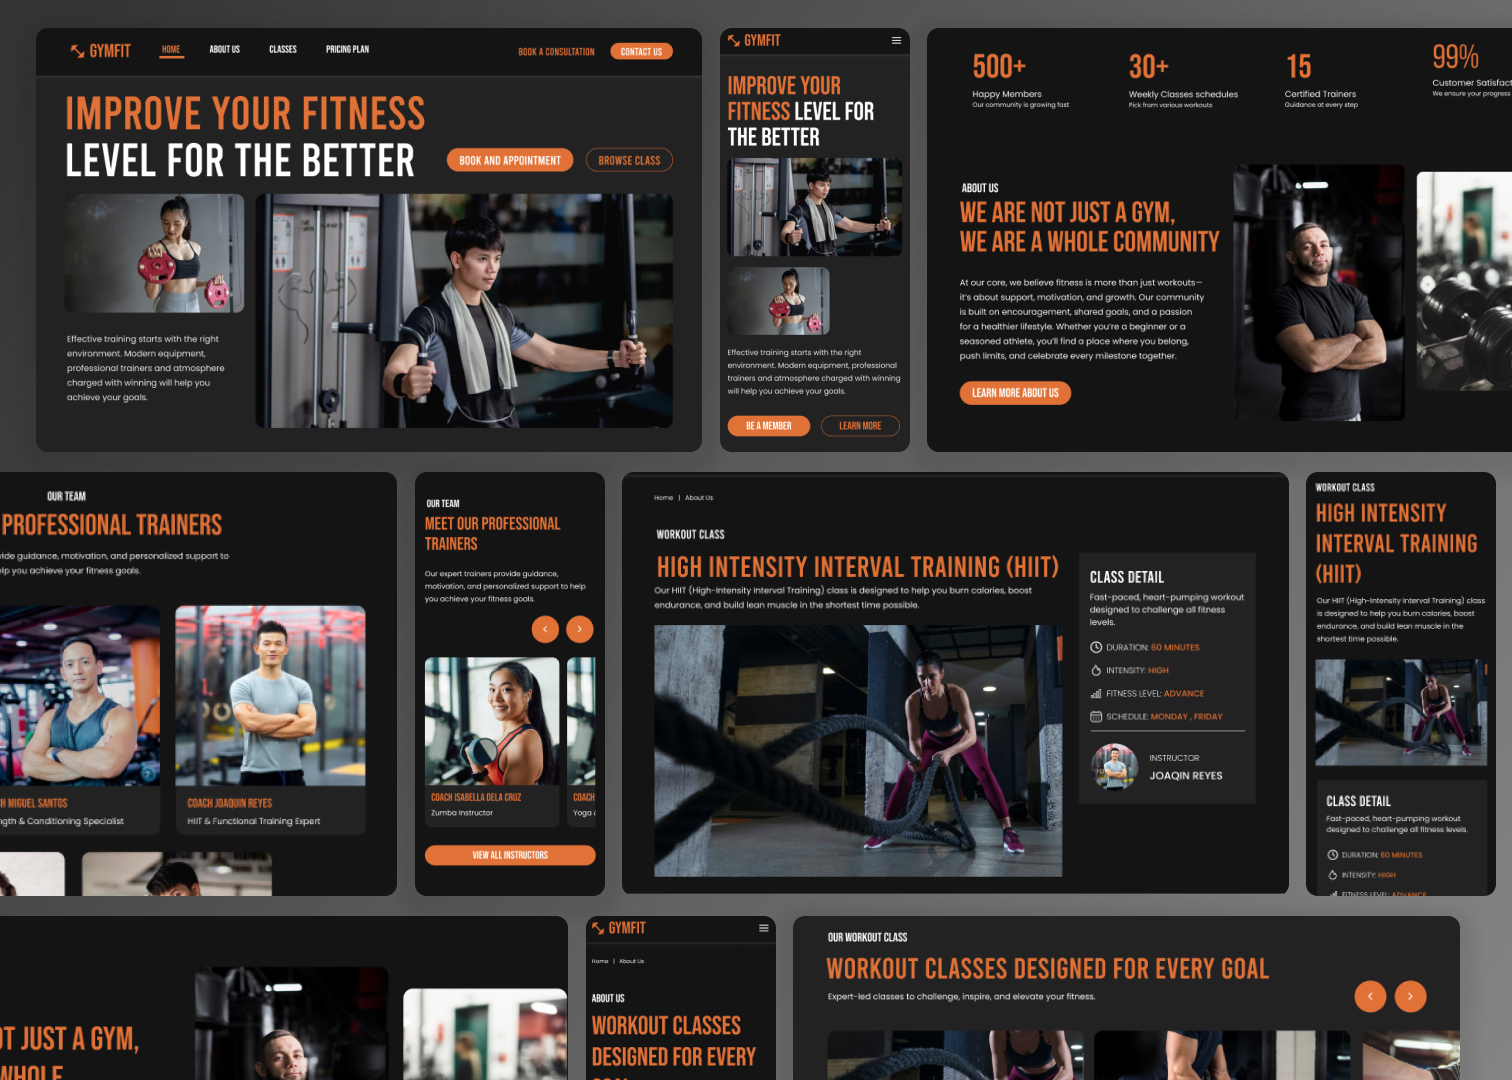 GYMFIT
HOME
ABOUT US
CLASSES
PRICING PLAN
BOOK A CONSULTATION
CONTACT US
IMPROVE YOUR FITNESS
LEVEL FOR THE BETTER
BOOK AND APPOINTMENT
BROWSE CLASS
Effective training starts with the right
environment. Modern equipment,
professional trainers and atmosphere
charged with winning will help you
achieve your goals.
GYMFIT
IMPROVE YOUR
FITNESS LEVEL FOR
THE BETTER
Effective training starts with the right
environment. Modern equipment, professional
trainers and atmosphere charged with winning
will help you achieve your goals.
BE A MEMBER
LEARN MORE
500+
Happy Members
Our community is growing fast
30+
Weekly Classes schedules
Pick from various workouts
15
Certified Trainers
Guidance at every step
99%
Customer Satisfact
We ensure your progress
ABOUT US
WE ARE NOT JUST A GYM,
WE ARE A WHOLE COMMUNITY
At our core, we believe fitness is more than just workouts—
it's about support, motivation, and growth. Our community
is built on encouragement, shared goals, and a passion
for a healthier lifestyle. Whether you're a beginner or a
seasoned athlete, you'll find a place where you belong,
push limits, and celebrate every milestone together.
LEARN MORE ABOUT US
OUR TEAM
PROFESSIONAL TRAINERS
vide guidance, motivation, and personalized support to
elp you achieve your fitness goals.
H MIGUEL SANTOS
ngth & Conditioning Specialist
COACH JOAQUIN REYES
HIIT & Functional Training Expert
OUR TEAM
MEET OUR PROFESSIONAL
TRAINERS
Our expert trainers provide guidance,
motivation, and personalized support to help
you achieve your fitness goals.
COACH ISABELLA DELA CRUZ
Zumba Instructor
COACH
Yoga &
VIEW ALL INSTRUCTORS
Home | About Us
WORKOUT CLASS
HIGH INTENSITY INTERVAL TRAINING (HIIT)
Our HIIT (High-Intensity Interval Training) class is designed to help you burn calories, boost
endurance, and build lean muscle in the shortest time possible.
CLASS DETAIL
Fast-paced, heart-pumping workout
designed to challenge all fitness
levels.
DURATION: 60 MINUTES
INTENSITY: HIGH
FITNESS LEVEL: ADVANCE
SCHEDULE: MONDAY , FRIDAY
INSTRUCTOR
JOAQIN REYES
WORKOUT CLASS
HIGH INTENSITY
INTERVAL TRAINING
(HIIT)
Our HIIT (High-Intensity Interval Training) class
is designed to help you burn calories, boost
endurance, and build lean muscle in the
shortest time possible.
CLASS DETAIL
Fast-paced, heart-pumping workout
designed to challenge all fitness levels.
DURATION: 60 MINUTES
INTENSITY: HIGH
FITNESS LEVEL: ADVANCE
OT JUST A GYM,
WHOLE
GYMFIT
Home | About Us
ABOUT US
WORKOUT CLASSES
DESIGNED FOR EVERY
GOAL
OUR WORKOUT CLASS
WORKOUT CLASSES DESIGNED FOR EVERY GOAL
Expert-led classes to challenge, inspire, and elevate your fitness.